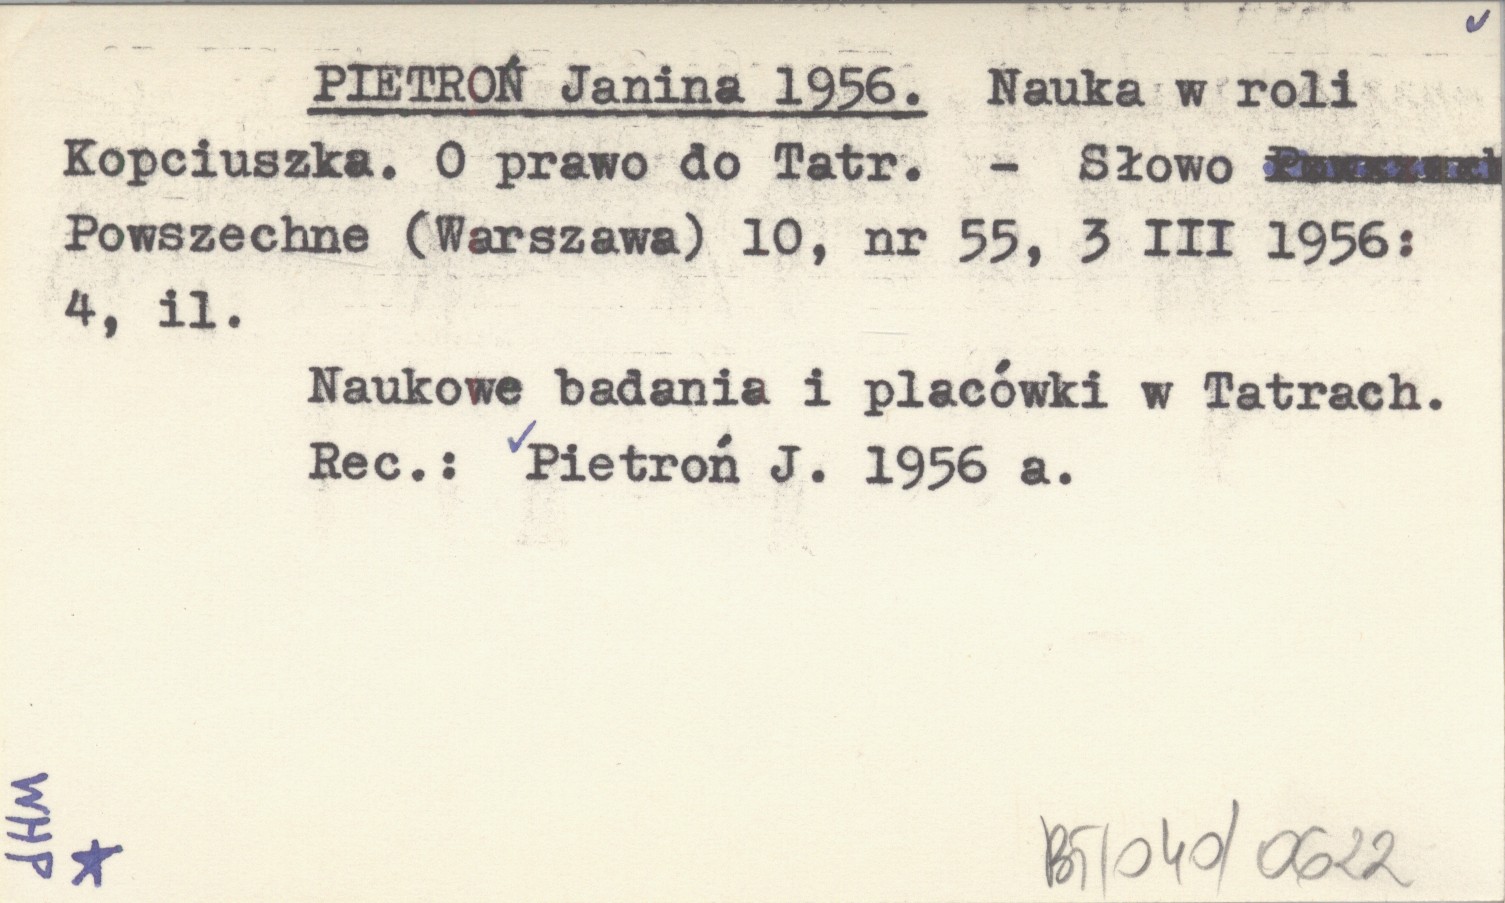 PIETROŃ Janina 1956. Nauka w roli
Kopciuszka. O prawo do Tatr. - Słowo
Powszechne (Warszawa) 10, nr 55, 3 III 1956:
4, il.
Naukowe badania i placówki w Tatrach.
Rec.: Pietroń J. 1956 a.
WHP
BT/040/0622